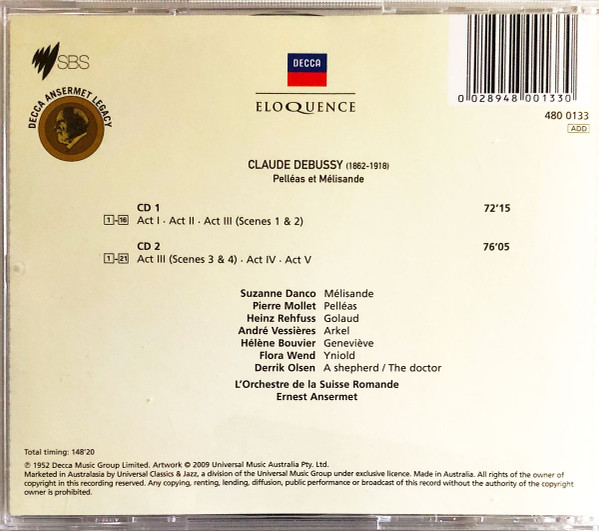 SBS
DECCA
DECCA ANSERMET LEGACY
ELOQUENCE
0 028948 001330
480 0133
ADD
CLAUDE DEBUSSY (1862-1918)
Pelléas et Mélisande
CD 1 72'15
1-16 Act I · Act II · Act III (Scenes 1 & 2)
CD 2 76'05
1-21 Act III (Scenes 3 & 4) · Act IV · Act V
Suzanne Danco Mélisande
Pierre Mollet Pelléas
Heinz Rehfuss Golaud
André Vessières Arkel
Hélène Bouvier Geneviève
Flora Wend Yniold
Derrik Olsen A shepherd / The doctor
L'Orchestre de la Suisse Romande
Ernest Ansermet
Total timing: 148'20
℗ 1952 Decca Music Group Limited. Artwork © 2009 Universal Music Australia Pty. Ltd.
Marketed in Australasia by Universal Classics & Jazz, a division of the Universal Music Group under exclusive licence. Made in Australia. All rights of the owner of
copyright in this recording reserved. Any copying, renting, lending, diffusion, public performance or broadcast of this record without the authority of the copyright
owner is prohibited.